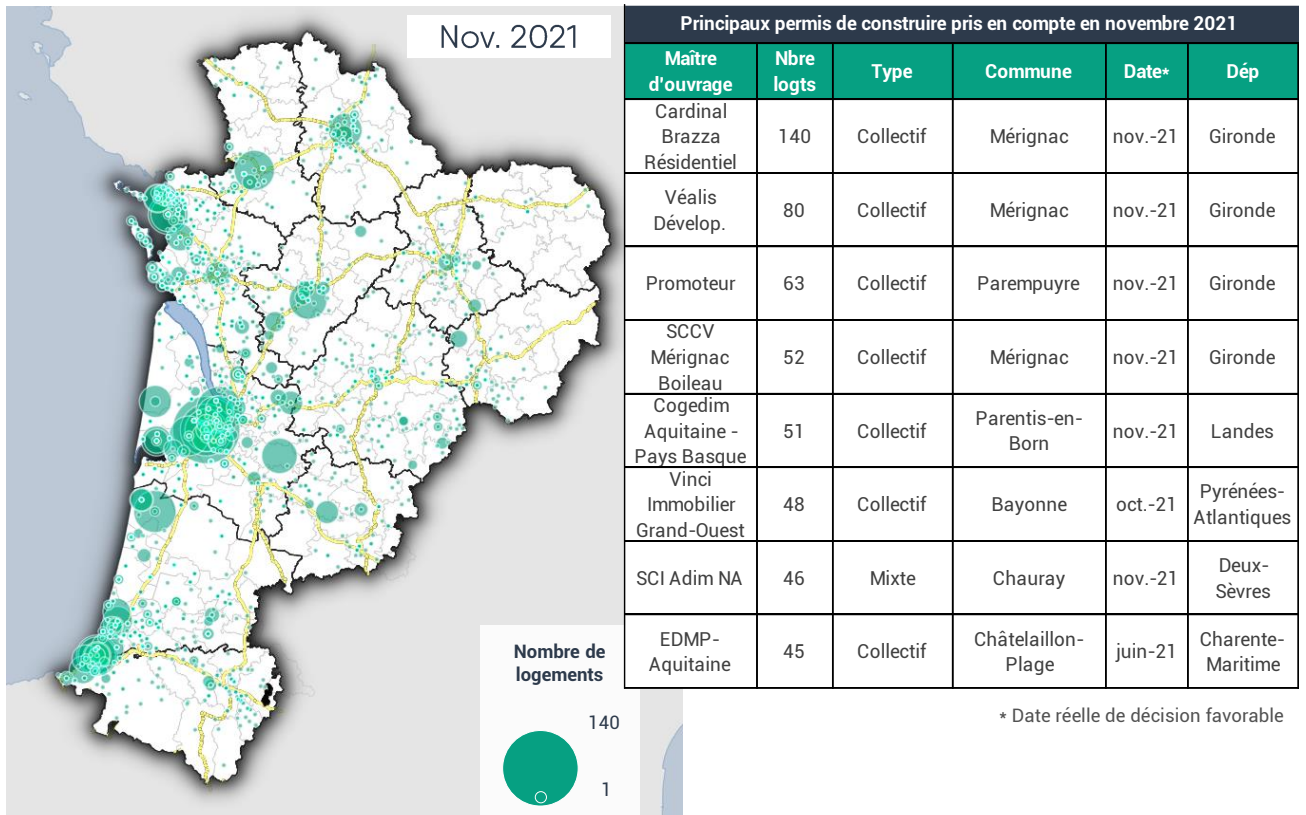 Nov. 2021
Nombre de
logements
140
1
Principaux permis de construire pris en compte en novembre 2021
Maître
d'ouvrage
Nbre
logts
Type
Commune
Date*
Dép
Cardinal
Brazza
Résidentiel
140
Collectif
Mérignac
nov.-21
Gironde
Véalis
Dévelop.
80
Collectif
Mérignac
nov.-21
Gironde
Promoteur
63
Collectif
Parempuyre
nov.-21
Gironde
SCCV
Mérignac
Boileau
52
Collectif
Mérignac
nov.-21
Gironde
Cogedim
Aquitaine -
Pays Basque
51
Collectif
Parentis-en-
Born
nov.-21
Landes
Vinci
Immobilier
Grand-Ouest
48
Collectif
Bayonne
oct.-21
Pyrénées-
Atlantiques
SCI Adim NA
46
Mixte
Chauray
nov.-21
Deux-
Sèvres
EDMP-
Aquitaine
45
Collectif
Châtelaillon-
Plage
juin-21
Charente-
Maritime
* Date réelle de décision favorable